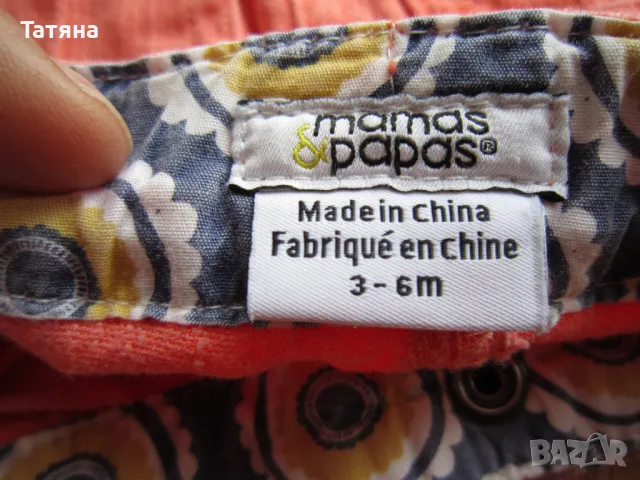 Татяна
mamas
&papas®
Made in China
Fabriqué en Chine
3-6m
BAZAR